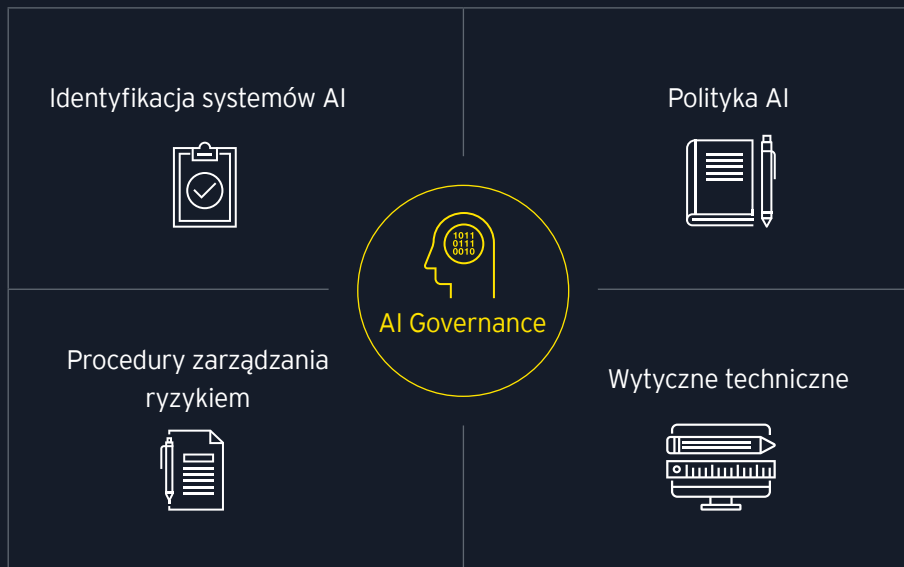 Identyfikacja systemów AI
Polityka AI
1011
0111
0010
AI Governance
Procedury zarządzania
ryzykiem
Wytyczne techniczne